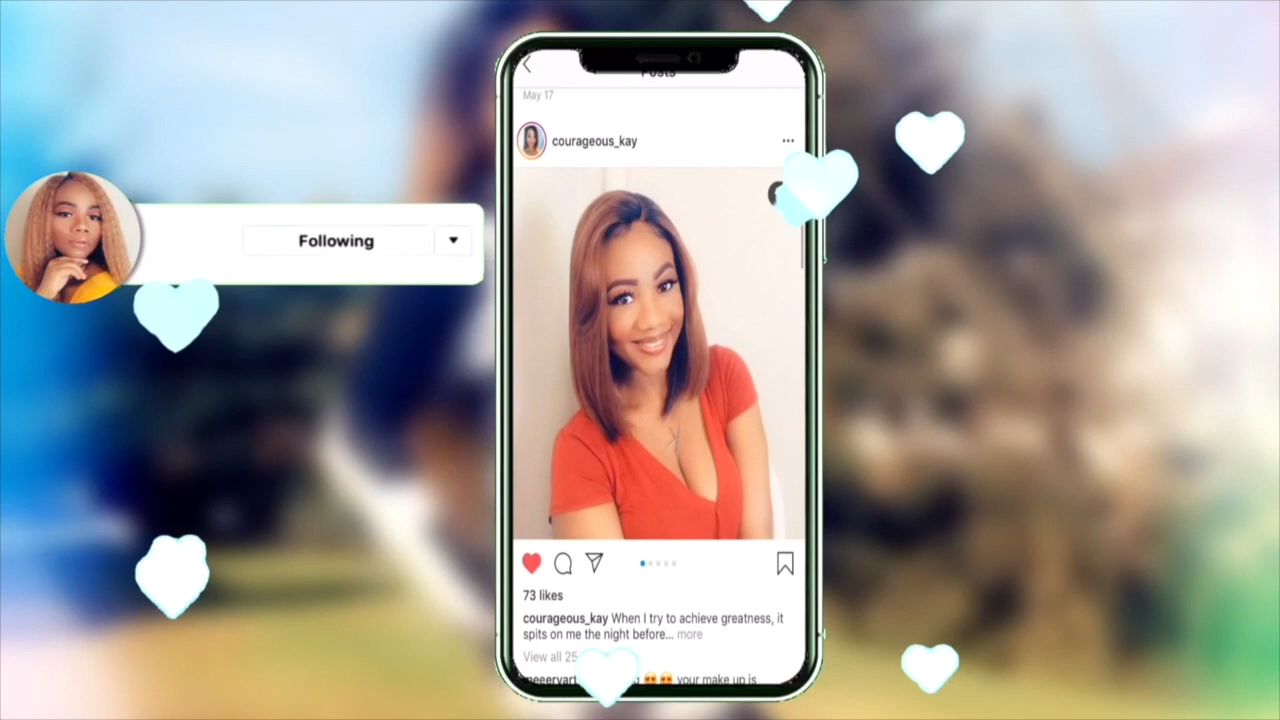 Posts
May 17
courageous_kay
Following
73 likes
courageous_kay When I try to achieve greatness, it
spits on me the night before... more
View all 25
your make up is